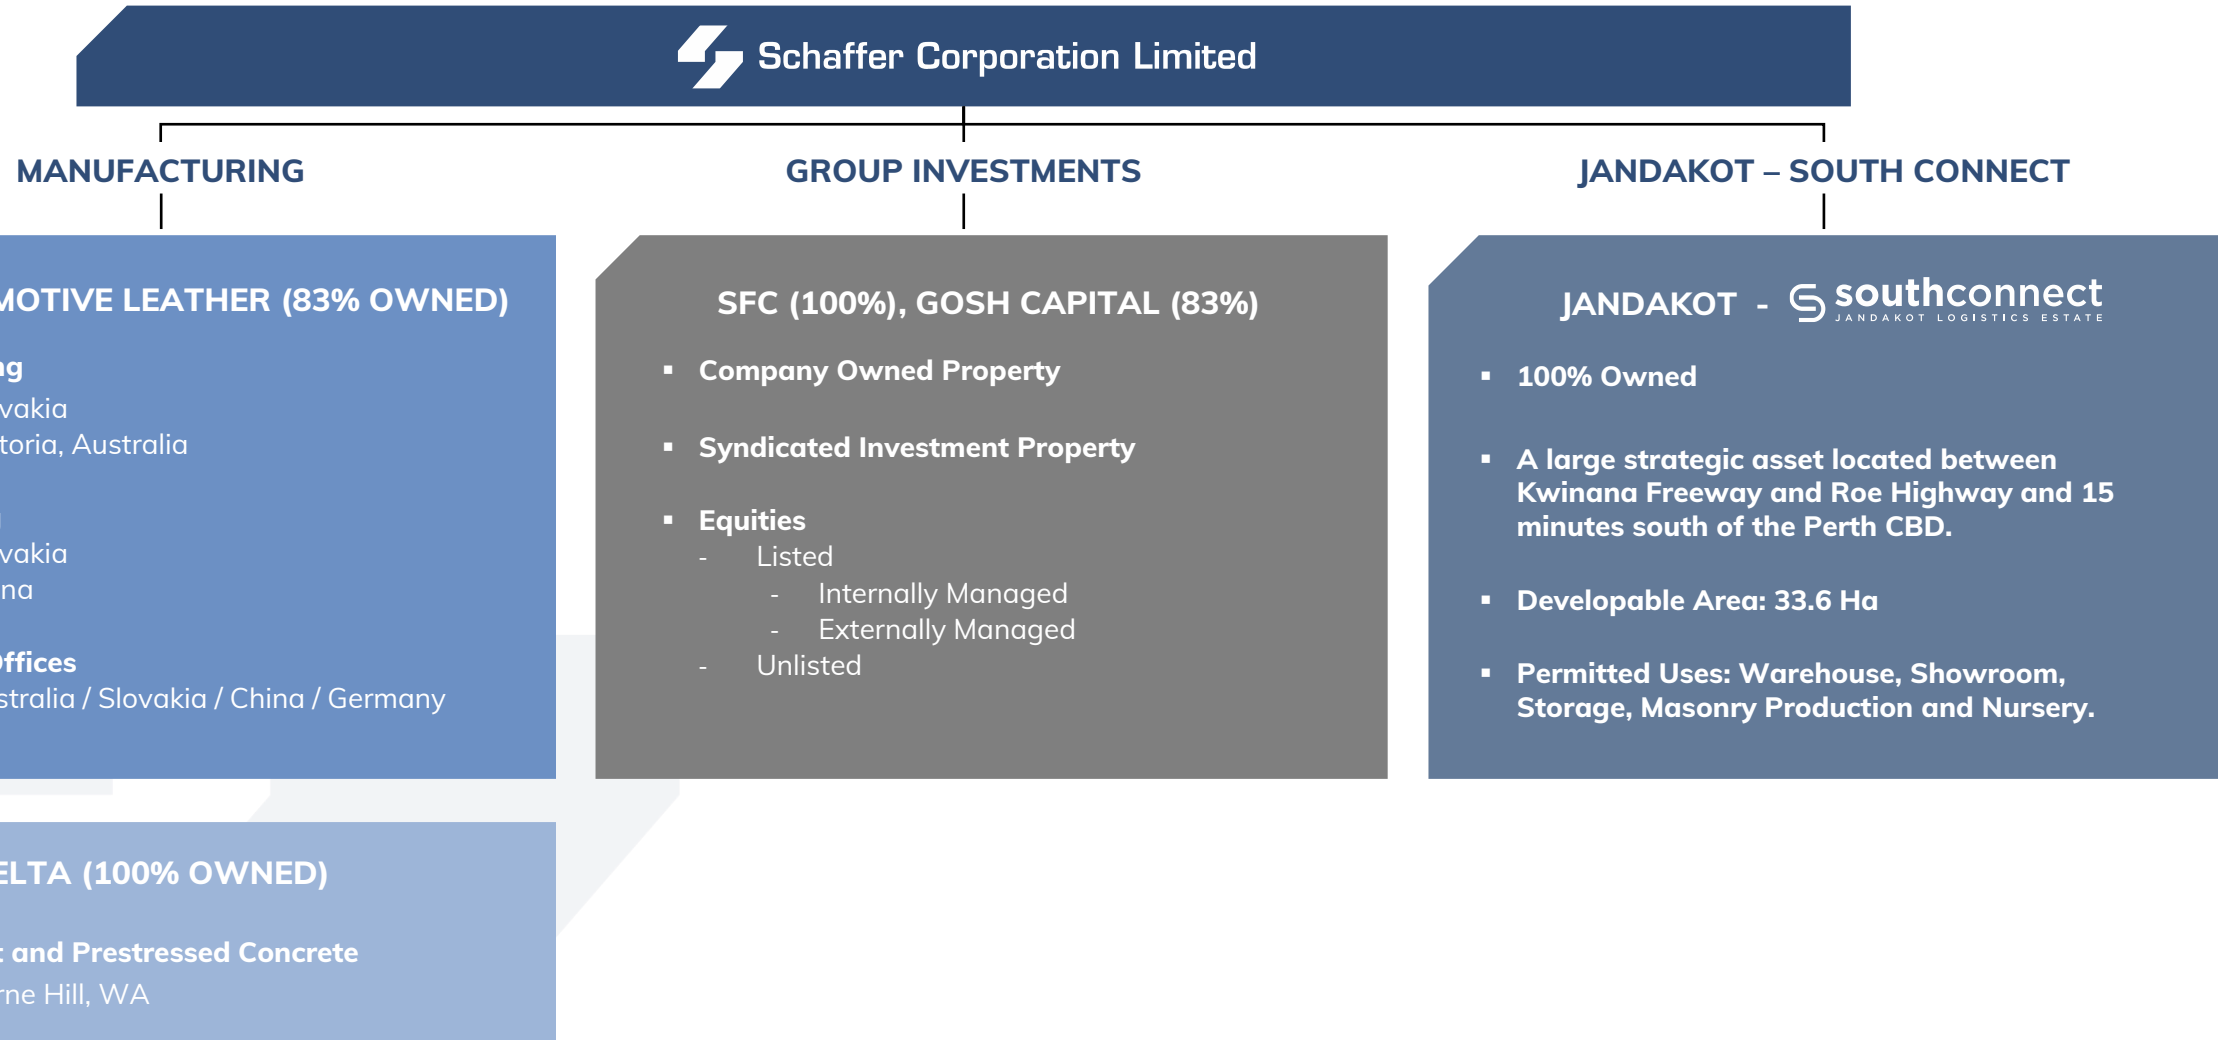 Schaffer Corporation Limited
MANUFACTURING
GROUP INVESTMENTS
JANDAKOT – SOUTH CONNECT
MOTIVE LEATHER (83% OWNED)
ng
vakia
toria, Australia
vakia
na
Offices
stralia / Slovakia / China / Germany
ELTA (100% OWNED)
t and Prestressed Concrete
rne Hill, WA
SFC (100%), GOSH CAPITAL (83%)
▪ Company Owned Property
▪ Syndicated Investment Property
▪ Equities
- Listed
- Internally Managed
- Externally Managed
- Unlisted
JANDAKOT - southconnect
JANDAKOT LOGISTICS ESTATE
▪ 100% Owned
▪ A large strategic asset located between
Kwinana Freeway and Roe Highway and 15
minutes south of the Perth CBD.
▪ Developable Area: 33.6 Ha
▪ Permitted Uses: Warehouse, Showroom,
Storage, Masonry Production and Nursery.